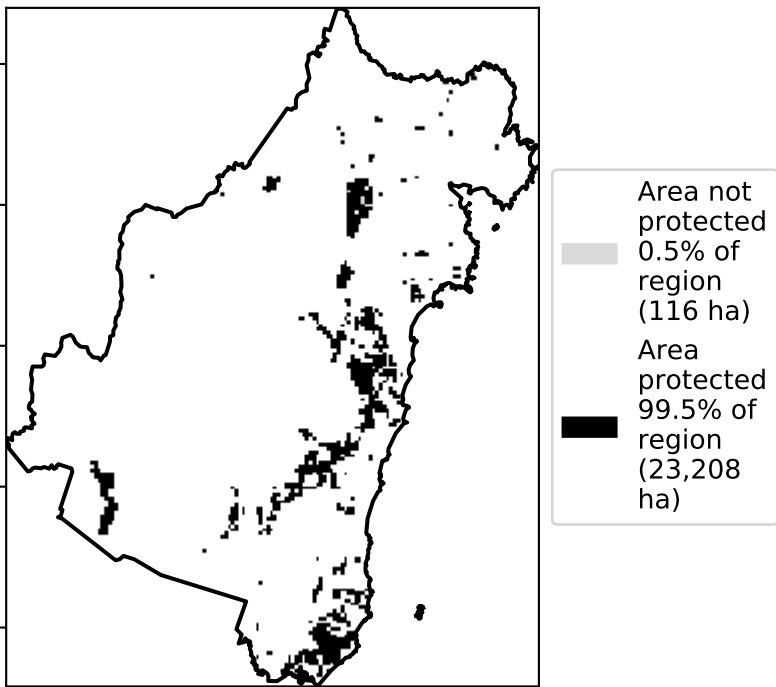 Area not
protected
0.5% of
region
(116 ha)
Area
protected
99.5% of
region
(23,208
ha)